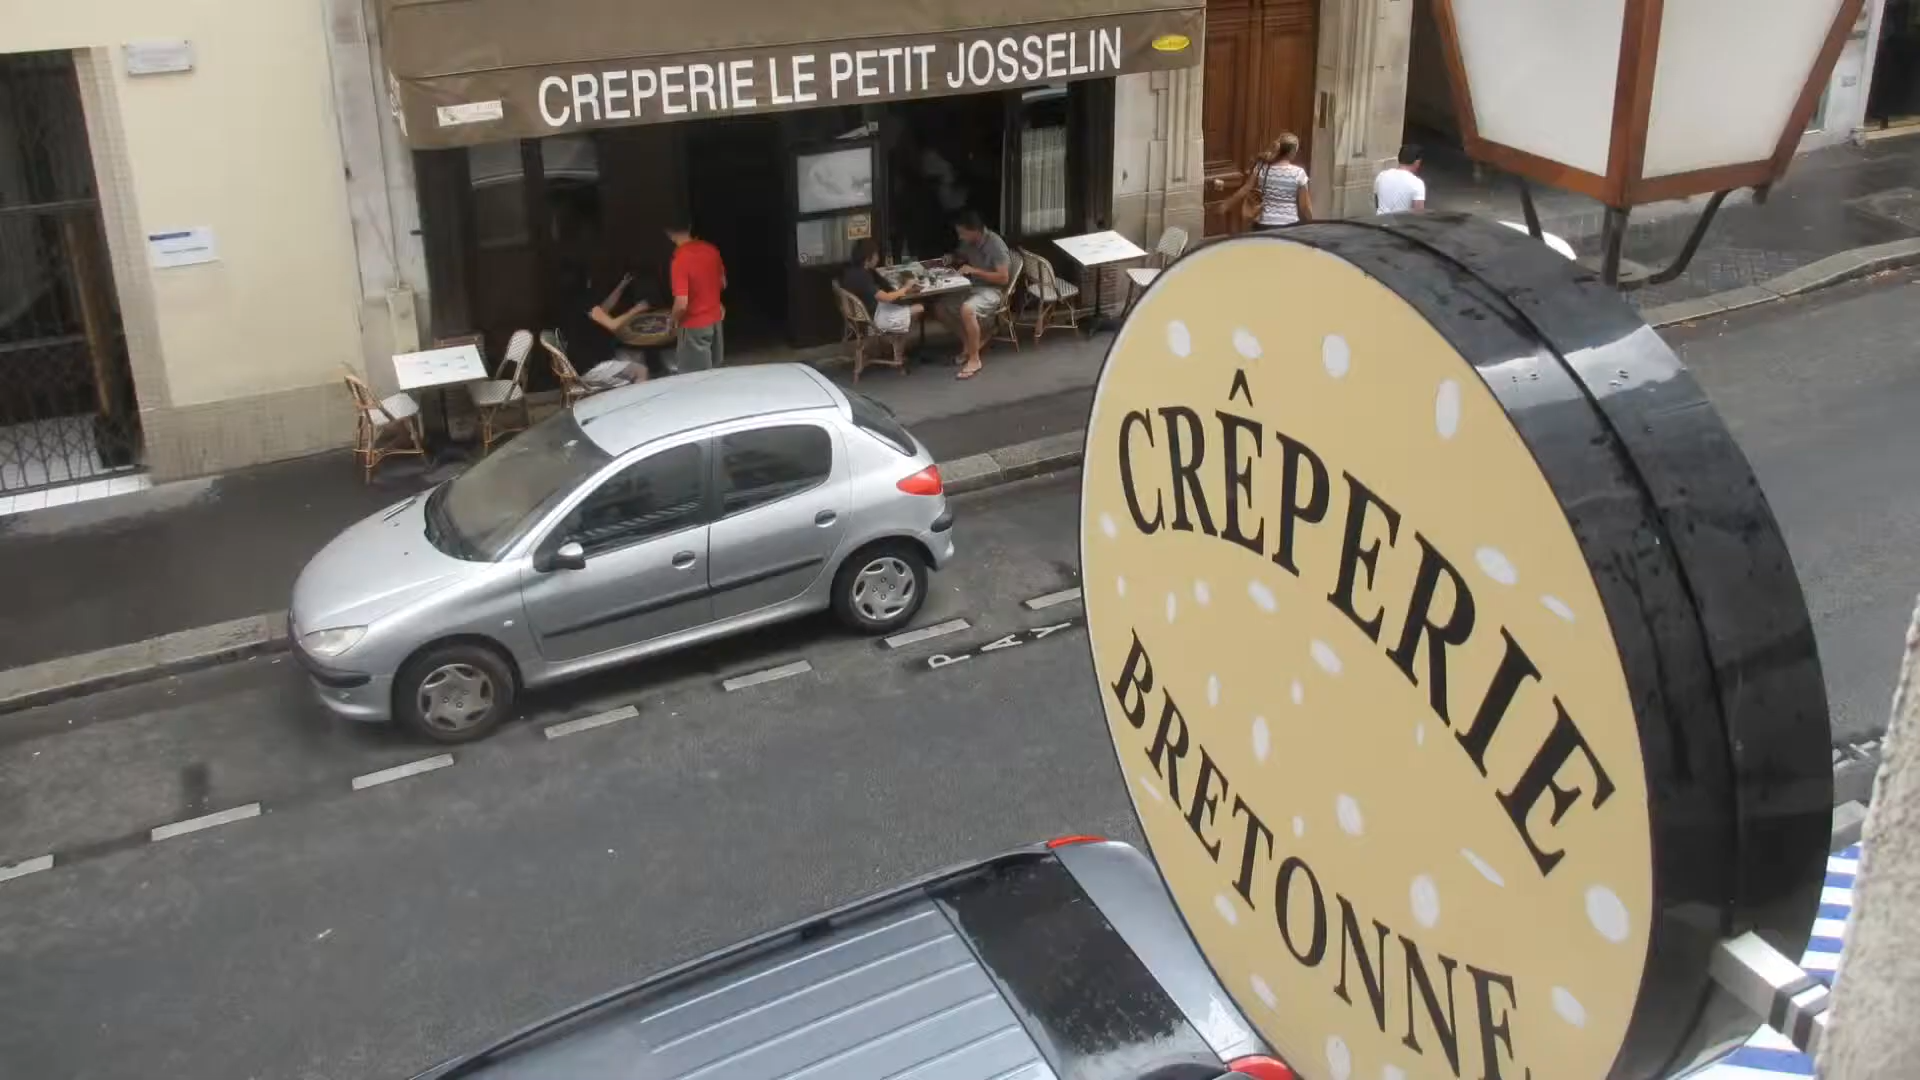 CREPERIE LE PETIT JOSSELIN
CRÊPERIE
BRETONNE
PAY